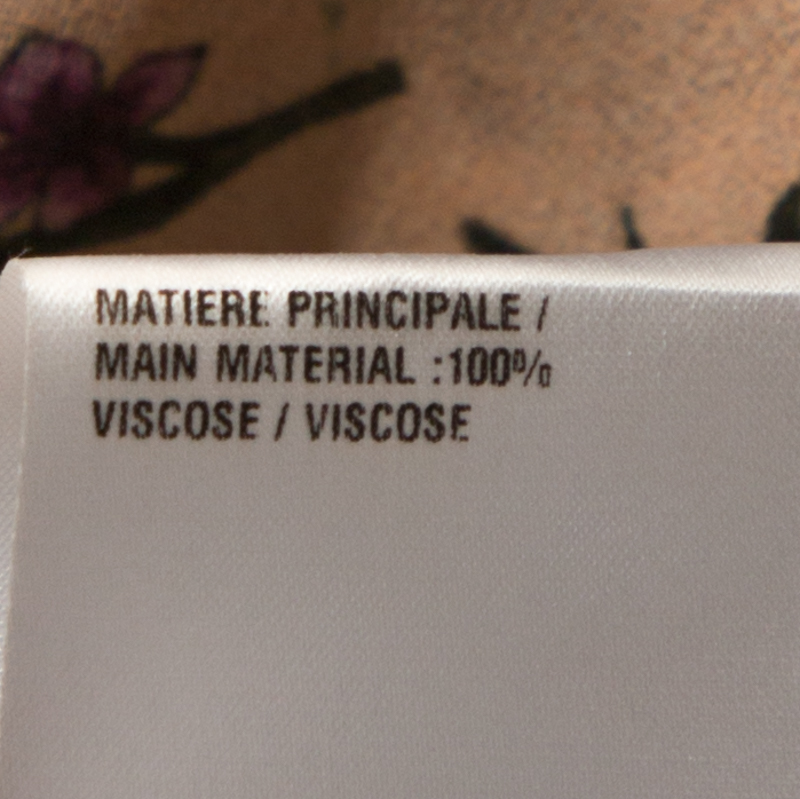 MATIERE PRINCIPALE /
MAIN MATERIAL :100%
VISCOSE / VISCOSE